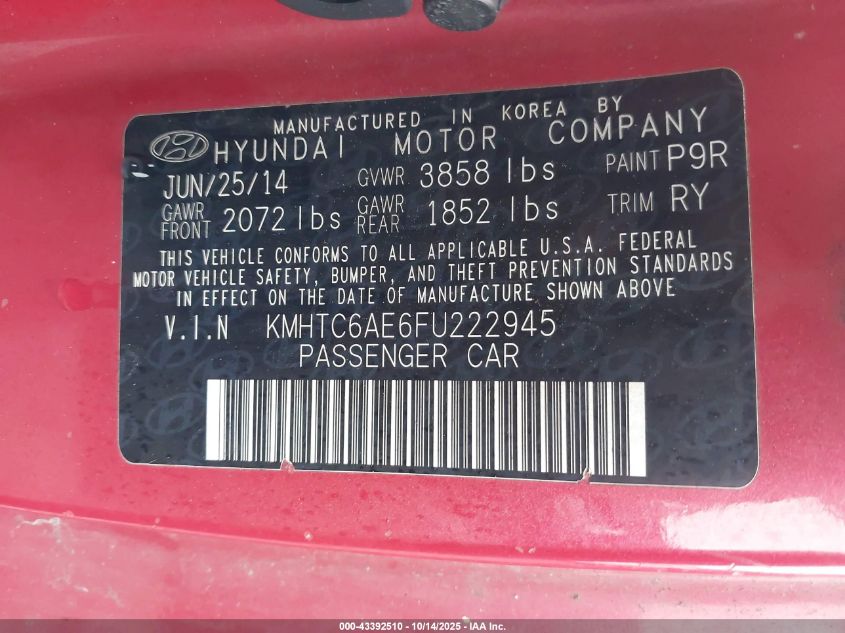 MANUFACTURED IN KOREA BY
HYUNDAI MOTOR COMPANY
JUN/25/14 GVWR 3858 lbs PAINT P9R
GAWR FRONT 2072 lbs GAWR REAR 1852 lbs TRIM RY
THIS VEHICLE CONFORMS TO ALL APPLICABLE U.S.A. FEDERAL
MOTOR VEHICLE SAFETY, BUMPER, AND THEFT PREVENTION STANDARDS
IN EFFECT ON THE DATE OF MANUFACTURE SHOWN ABOVE
V.I.N KMHTC6AE6FU222945
PASSENGER CAR
000-43392510 - 10/14/2025 - IAA Inc.